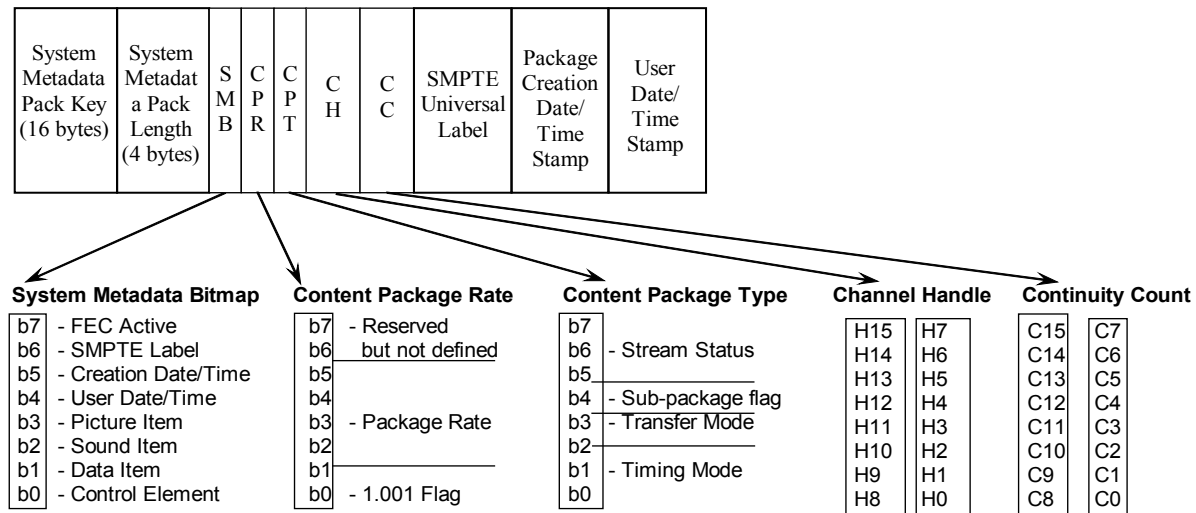 System
Metadata
Pack Key
(16 bytes)
System
Metadat
a Pack
Length
(4 bytes)
S
M
B
C
P
R
C
P
T
C
H
C
C
SMPTE
Universal
Label
Package
Creation
Date/
Time
Stamp
User
Date/
Time
Stamp
System Metadata Bitmap
b7 - FEC Active
b6 - SMPTE Label
b5 - Creation Date/Time
b4 - User Date/Time
b3 - Picture Item
b2 - Sound Item
b1 - Data Item
b0 - Control Element
Content Package Rate
b7 - Reserved
b6 but not defined
b5
b4
b3 - Package Rate
b2
b1
b0 - 1.001 Flag
Content Package Type
b7
b6 - Stream Status
b5
b4 - Sub-package flag
b3 - Transfer Mode
b2
b1 - Timing Mode
b0
Channel Handle
H15 H7
H14 H6
H13 H5
H12 H4
H11 H3
H10 H2
H9 H1
H8 H0
Continuity Count
C15 C7
C14 C6
C13 C5
C12 C4
C11 C3
C10 C2
C9 C1
C8 C0